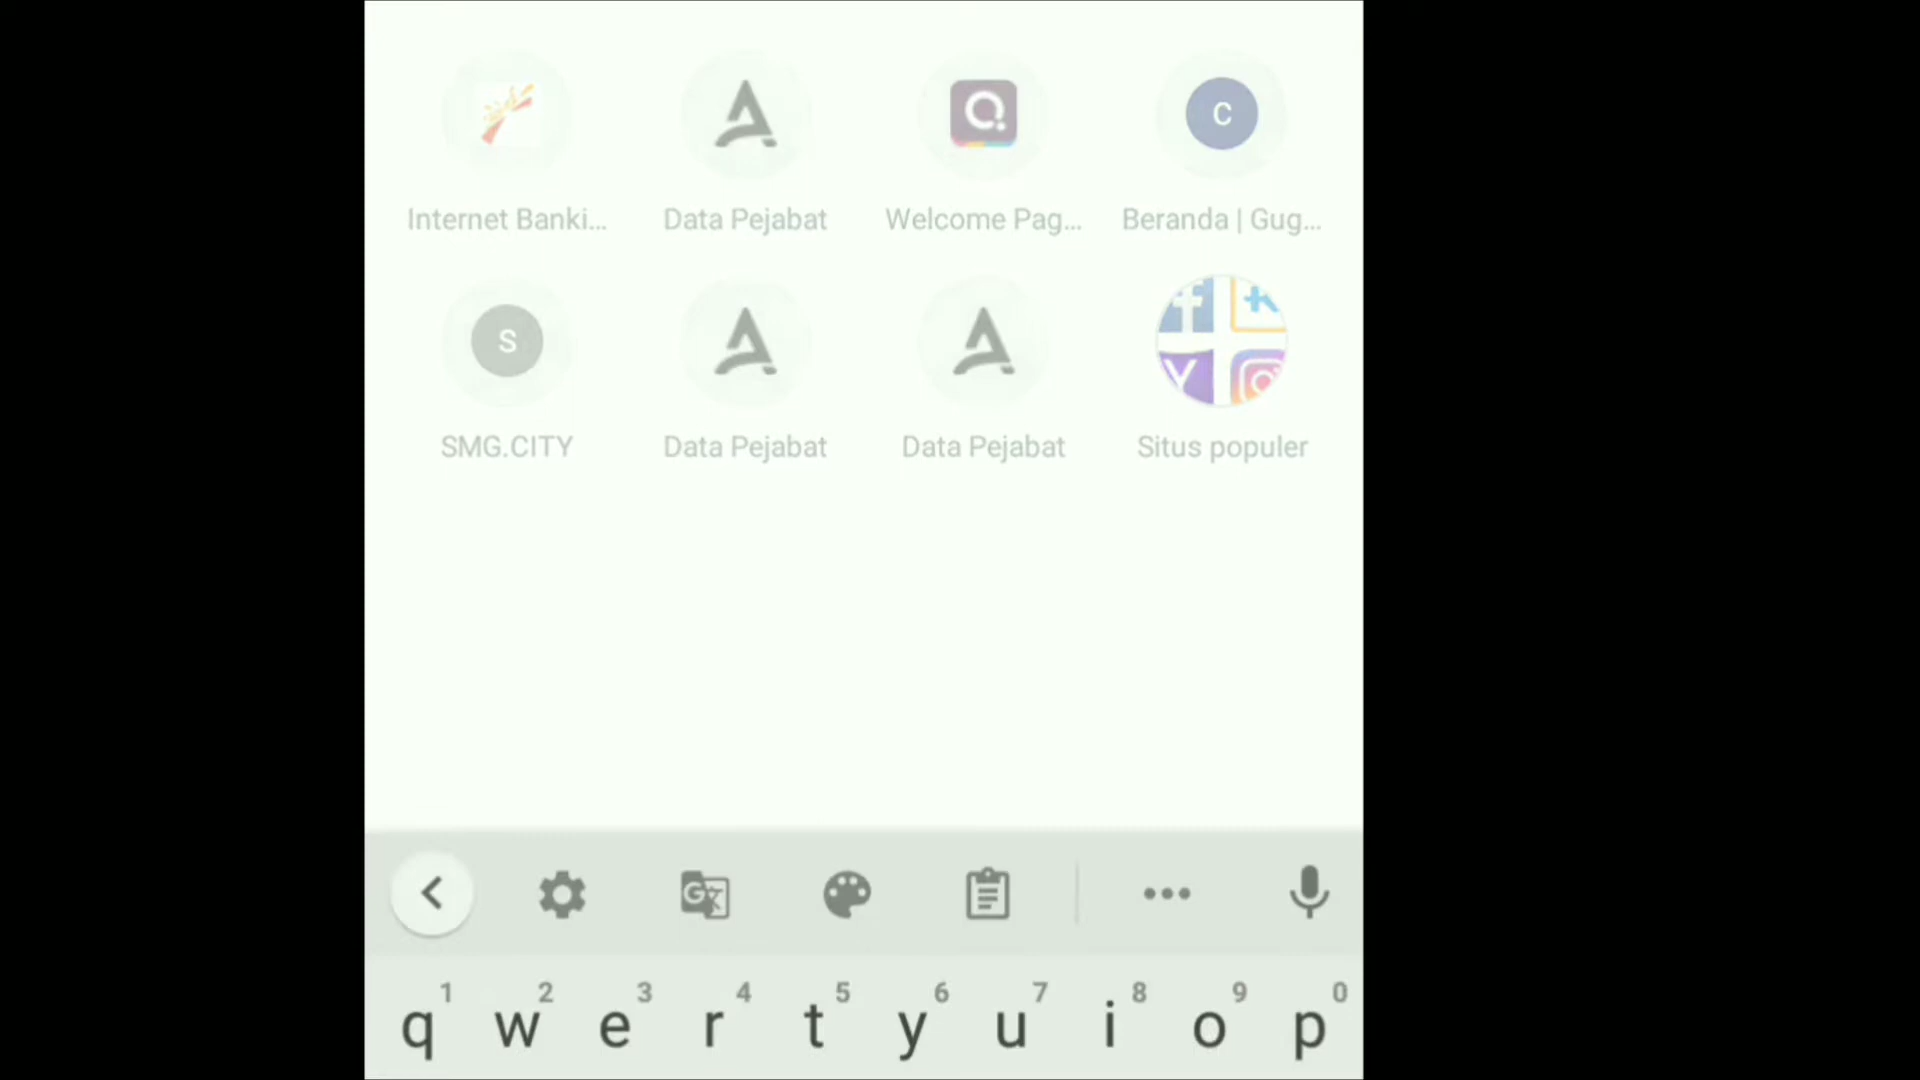 Internet Banki...
Data Pejabat
Welcome Pag...
C
Beranda | Gug...
S
SMG.CITY
Data Pejabat
Data Pejabat
Situs populer
1 2 3 4 5 6 7 8 9 0
q w e r t y u i o p